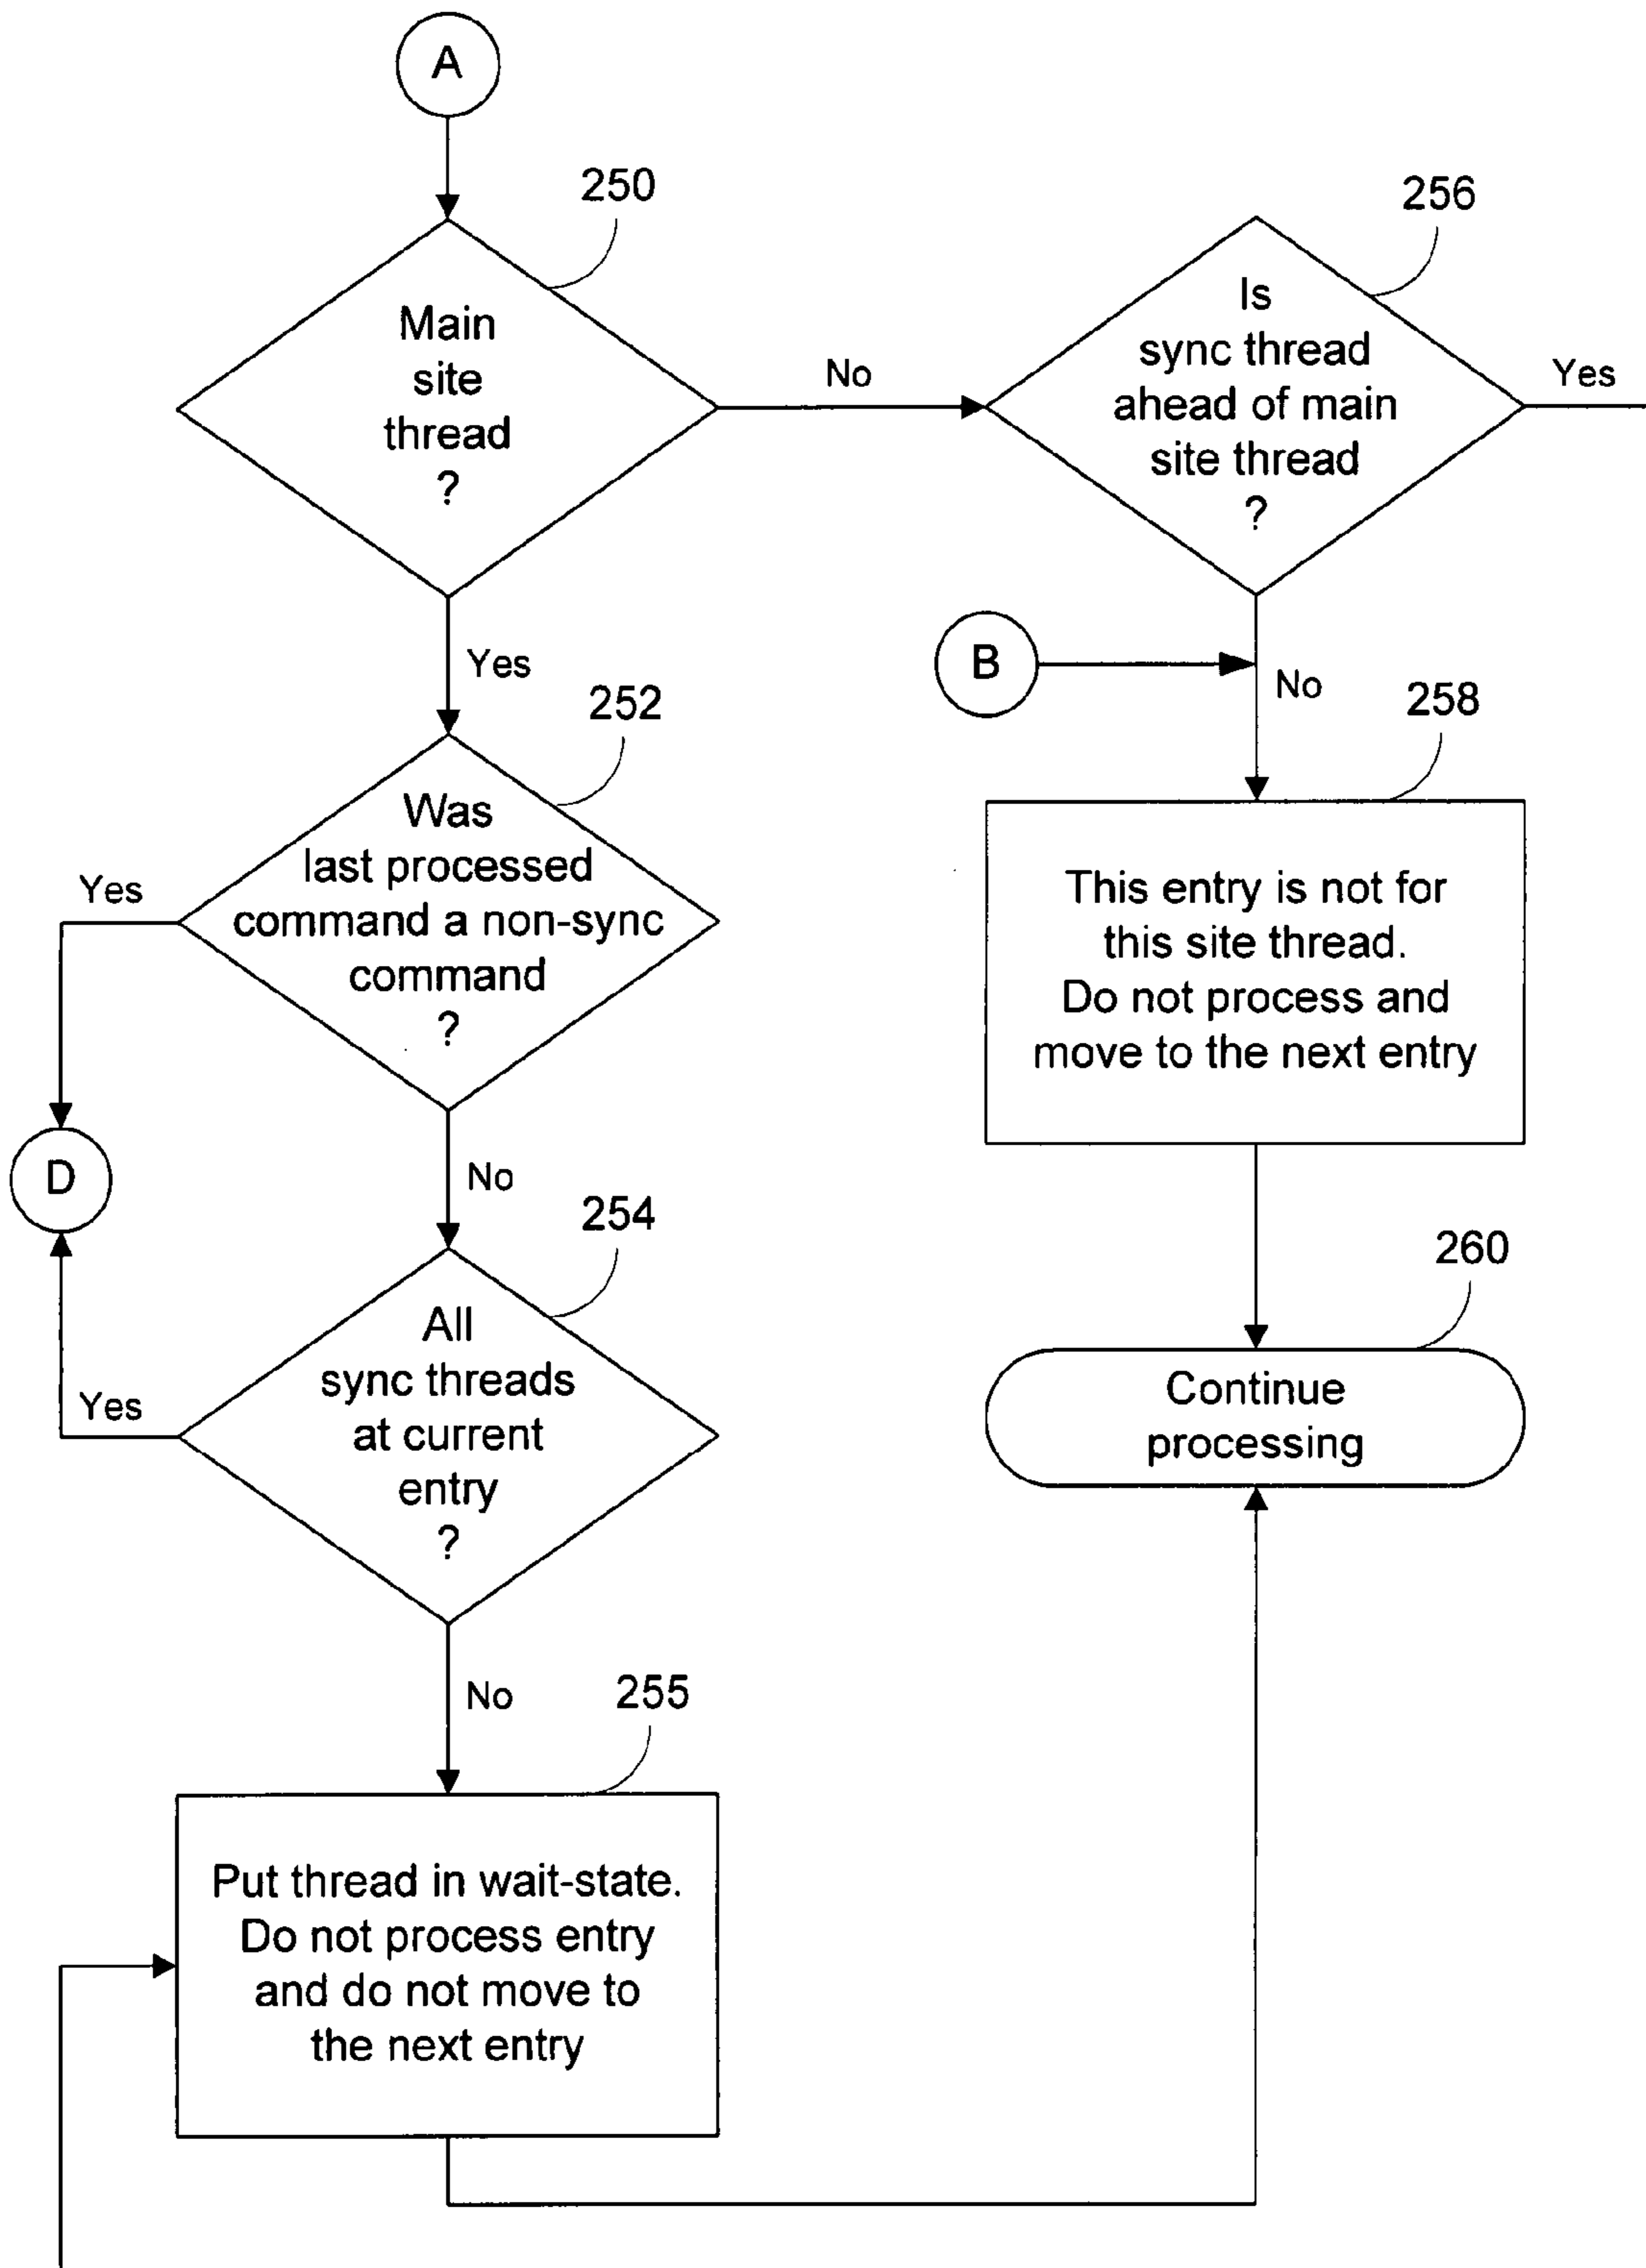 A
250
Main
site
thread
?
No
256
Is
sync thread
ahead of main
site thread
?
Yes
Yes
B
No
252
Was
last processed
command a non-sync
command
?
Yes
258
This entry is not for
this site thread.
Do not process and
move to the next entry
D
No
254
All
sync threads
at current
entry
?
Yes
260
Continue
processing
No
255
Put thread in wait-state.
Do not process entry
and do not move to
the next entry